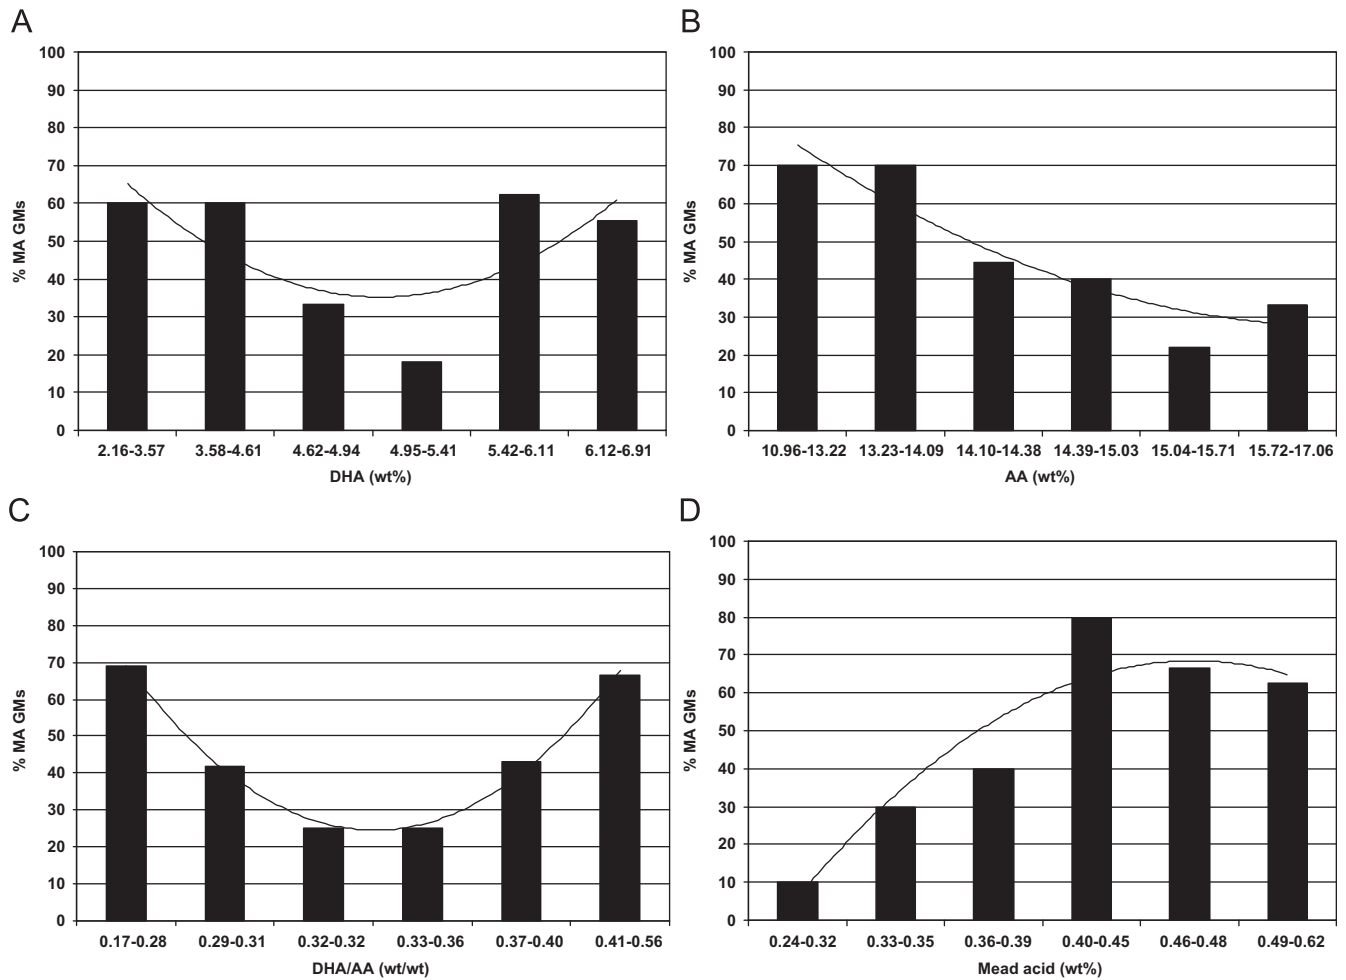 A
100
90
80
70
60
50
40
30
20
10
0
% MA GMs
2.16-3.57 3.58-4.61 4.62-4.94 4.95-5.41 5.42-6.11 6.12-6.91
DHA (wt%)
B
100
90
80
70
60
50
40
30
20
10
0
% MA GMs
10.96-13.22 13.23-14.09 14.10-14.38 14.39-15.03 15.04-15.71 15.72-17.06
AA (wt%)
C
100
90
80
70
60
50
40
30
20
10
0
% MA GMs
0.17-0.28 0.29-0.31 0.32-0.32 0.33-0.36 0.37-0.40 0.41-0.56
DHA/AA (wt/wt)
D
100
90
80
70
60
50
40
30
20
10
0
% MA GMs
0.24-0.32 0.33-0.35 0.36-0.39 0.40-0.45 0.46-0.48 0.49-0.62
Mead acid (wt%)